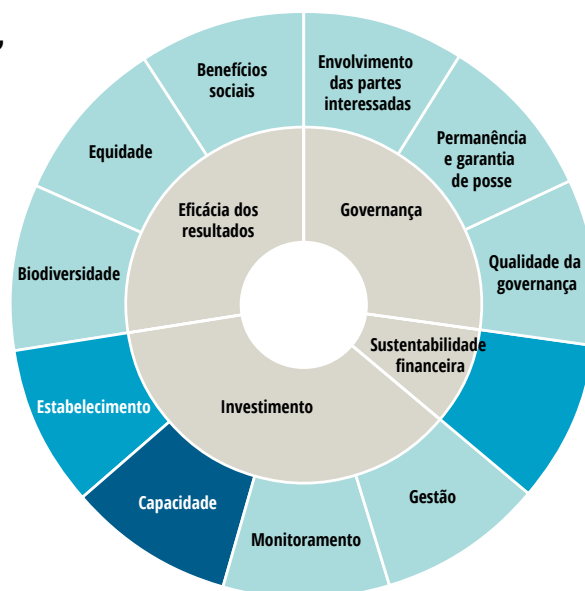 Benefícios
sociais
Envolvimento
das partes
interessadas
Equidade
Permanência
e garantia
de posse
Eficácia dos
resultados
Governança
Biodiversidade
Qualidade da
governança
Sustentabilidade
financeira
Estabelecimento
Investimento
Capacidade
Gestão
Monitoramento